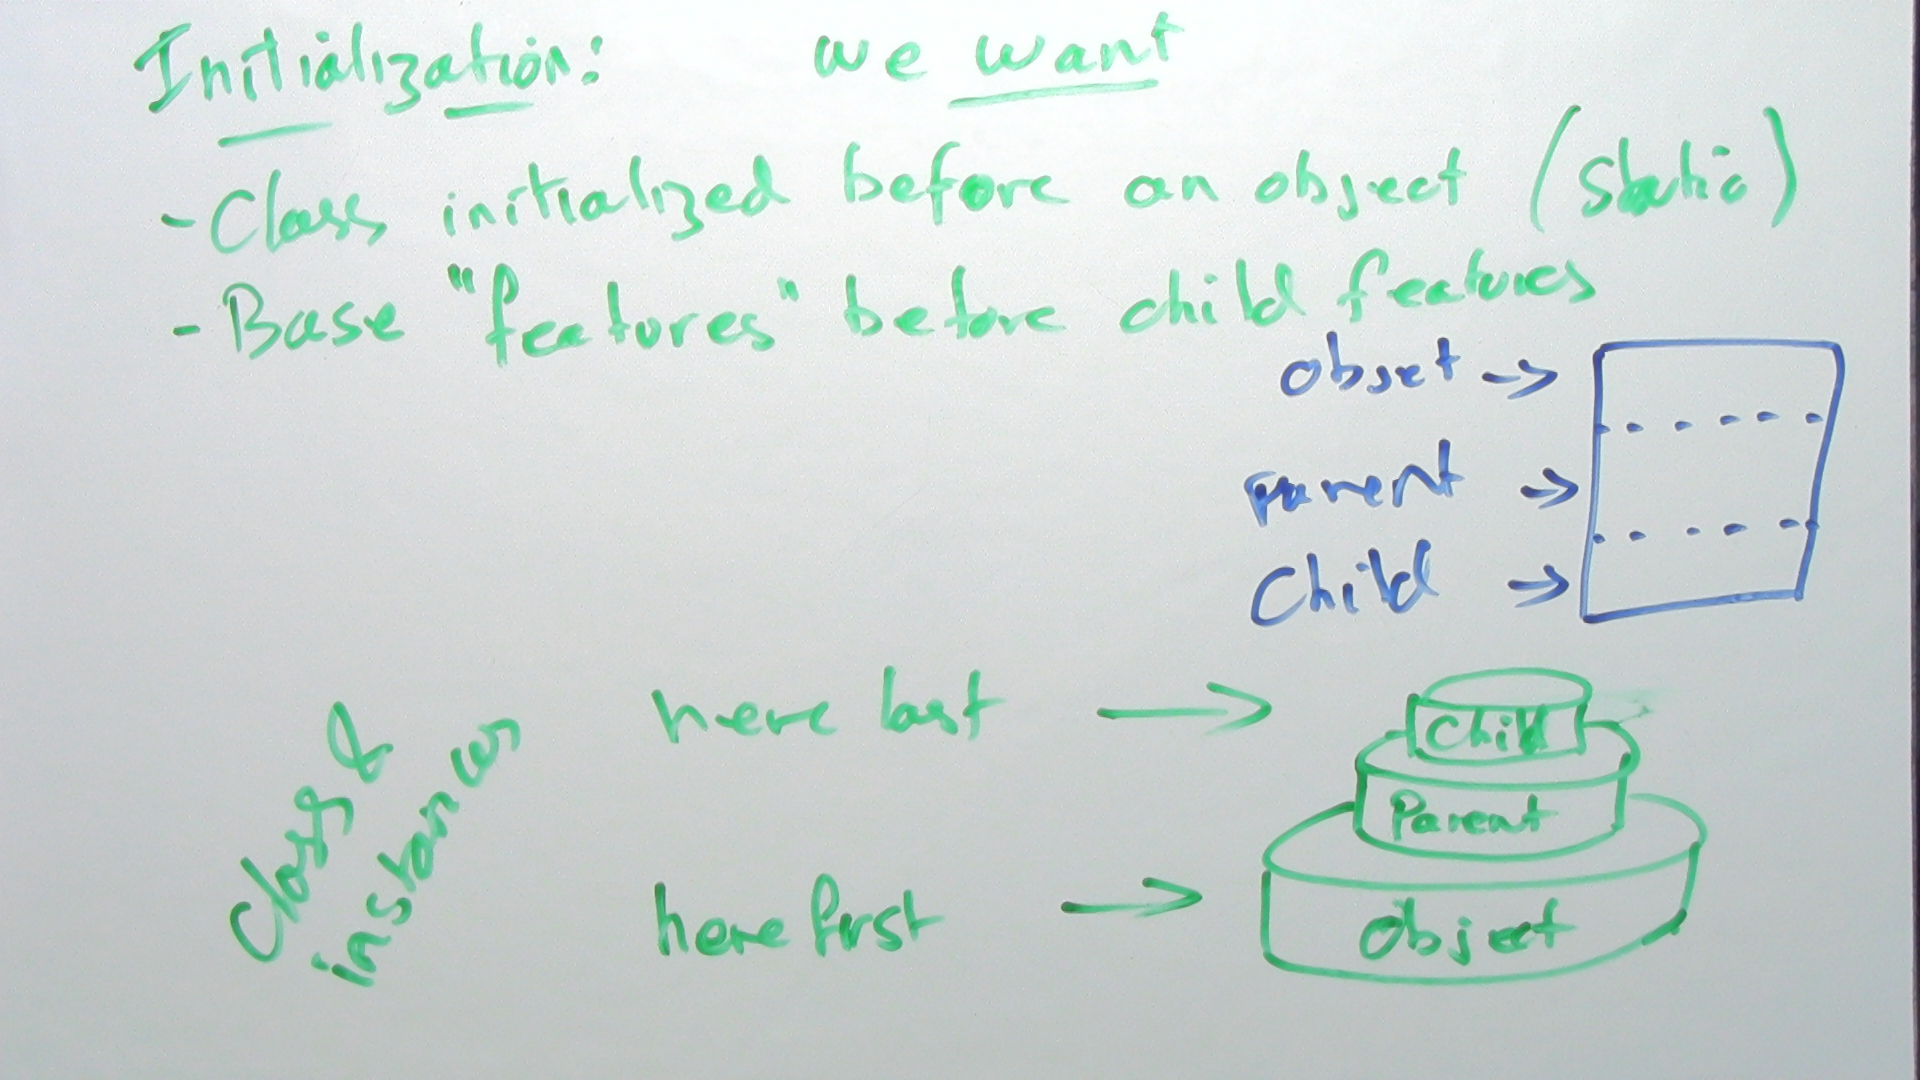 Initialization: we want
- Class initialized before an object (static)
- Base "features" before child features
object →
parent →
Child →
class &
instances
here last →
Child
Parent
here first →
Object